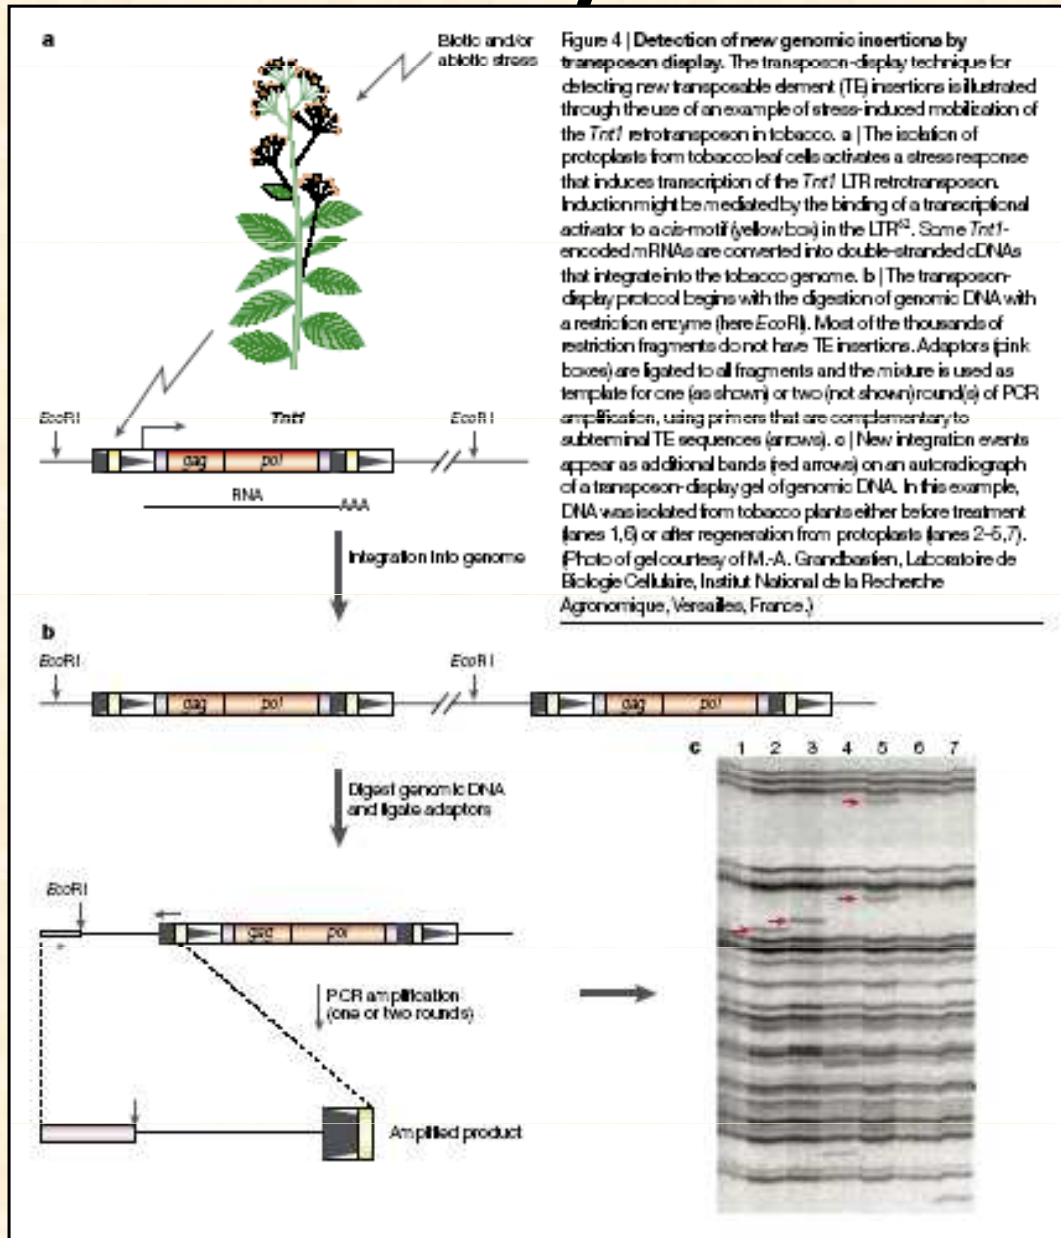 a
Biotic and/or
abiotic stress
Figure 4 | Detection of new genomic insertions by
transposon display. The transposon-display technique for
detecting new transposable element (TE) insertions is illustrated
through the use of an example of stress-induced mobilization of
the Tnt1 retrotransposon in tobacco. a | The isolation of
protoplasts from tobacco leaf cells activates a stress response
that induces transcription of the Tnt1 LTR retrotransposon.
Induction might be mediated by the binding of a transcriptional
activator to a cis-motif (yellow box) in the LTR. Some Tnt1-
encoded mRNAs are converted into double-stranded cDNAs
that integrate into the tobacco genome. b | The transposon-
display protocol begins with the digestion of genomic DNA with
a restriction enzyme (here EcoRI). Most of the thousands of
restriction fragments do not have TE insertions. Adaptors (pink
boxes) are ligated to all fragments and the mixture is used as
template for one (as shown) or two (not shown) round(s) of PCR
amplification, using primers that are complementary to
subterminal TE sequences (arrows). c | New integration events
appear as additional bands (red arrows) on an autoradiograph
of a transposon-display gel of genomic DNA. In this example,
DNA was isolated from tobacco plants either before treatment
(lanes 1,6) or after regeneration from protoplasts (lanes 2–5,7).
(Photo of gel courtesy of M.-A. Grandbastien, Laboratoire de
Biologie Cellulaire, Institut National de la Recherche
Agronomique, Versailles, France.)
EcoRI
Tnt1
EcoRI
gag
pol
RNA
AAA
Integration into genome
b
EcoRI
EcoRI
gag
pol
gag
pol
Digest genomic DNA
and ligate adaptors
c 1 2 3 4 5 6 7
EcoRI
gag
pol
PCR amplification
(one or two rounds)
Amplified product